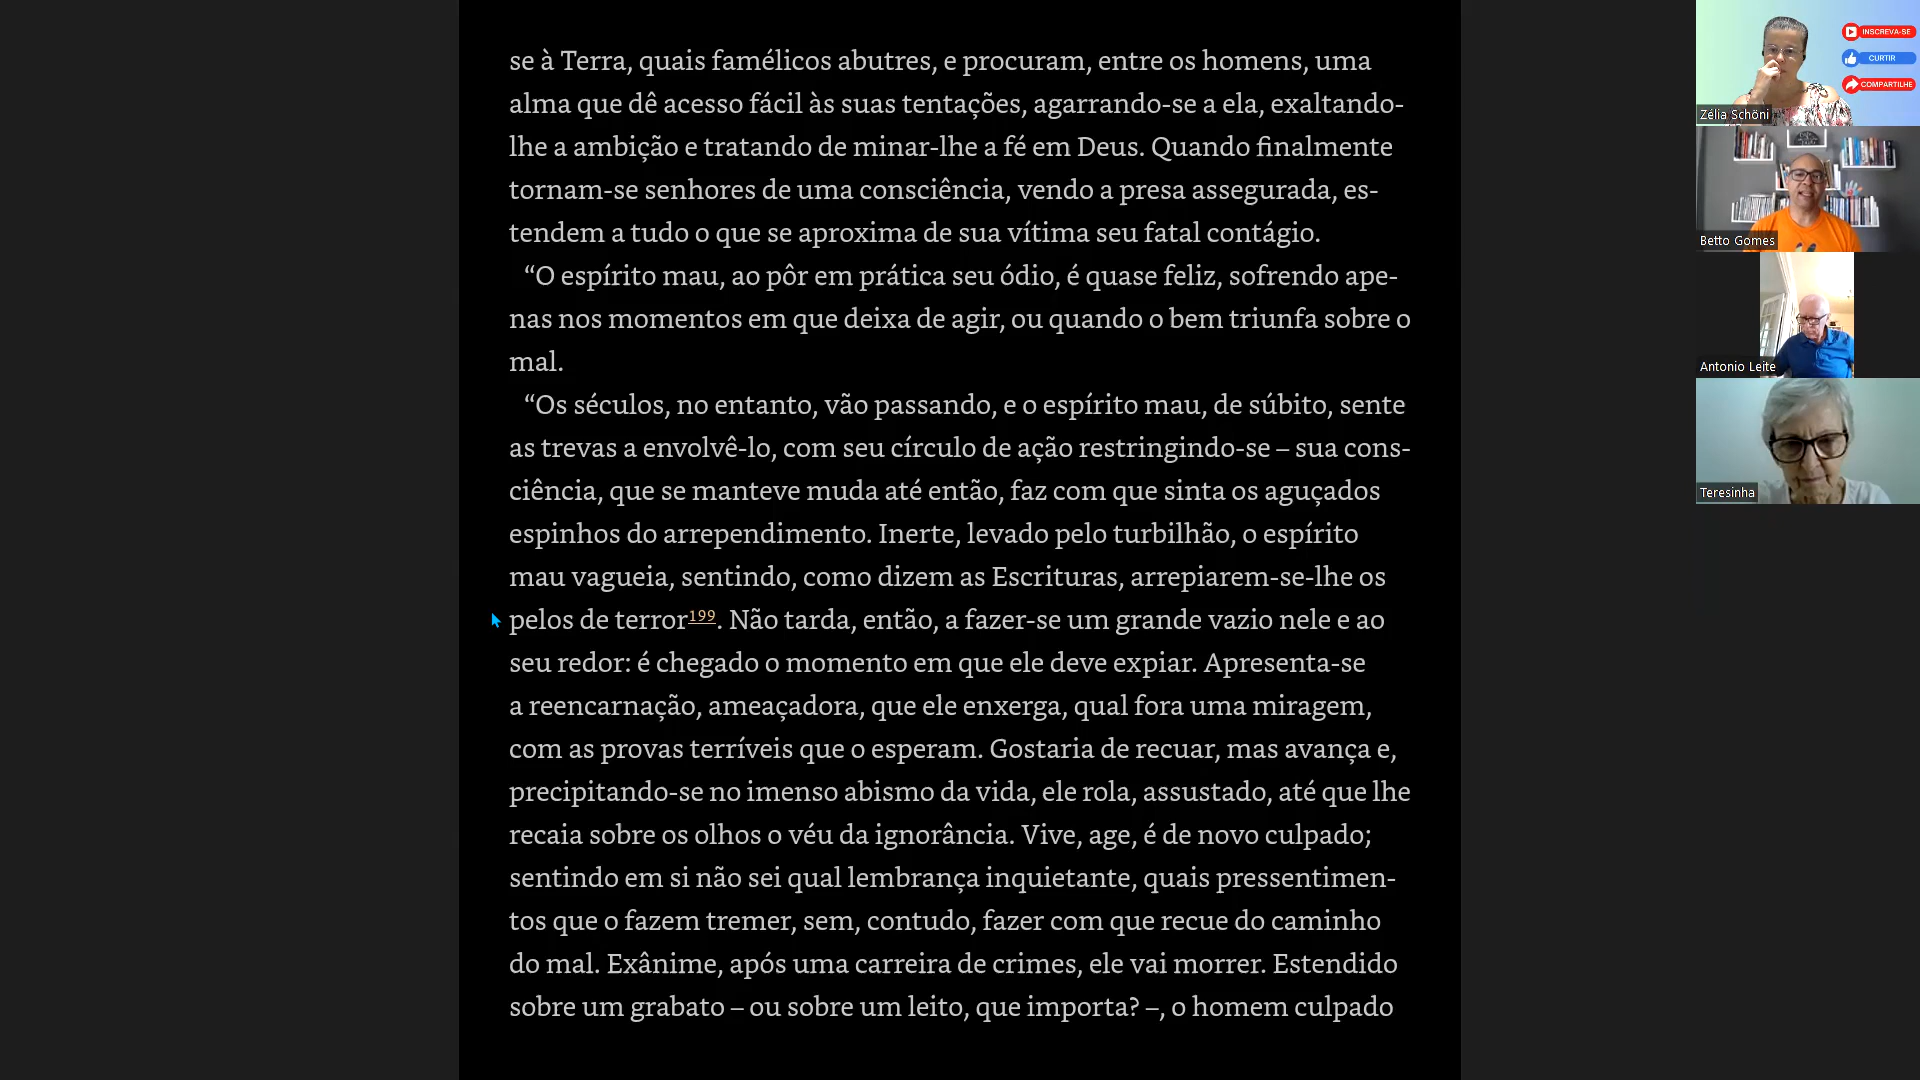 se à Terra, quais famélicos abutres, e procuram, entre os homens, uma
alma que dê acesso fácil às suas tentações, agarrando-se a ela, exaltando-
lhe a ambição e tratando de minar-lhe a fé em Deus. Quando finalmente
tornam-se senhores de uma consciência, vendo a presa assegurada, es-
tendem a tudo o que se aproxima de sua vítima seu fatal contágio.
“O espírito mau, ao pôr em prática seu ódio, é quase feliz, sofrendo ape-
nas nos momentos em que deixa de agir, ou quando o bem triunfa sobre o
mal.
“Os séculos, no entanto, vão passando, e o espírito mau, de súbito, sente
as trevas a envolvê-lo, com seu círculo de ação restringindo-se – sua cons-
ciência, que se manteve muda até então, faz com que sinta os aguçados
espinhos do arrependimento. Inerte, levado pelo turbilhão, o espírito
mau vagueia, sentindo, como dizem as Escrituras, arrepiarem-se-lhe os
pelos de terror199. Não tarda, então, a fazer-se um grande vazio nele e ao
seu redor: é chegado o momento em que ele deve expiar. Apresenta-se
a reencarnação, ameaçadora, que ele enxerga, qual fora uma miragem,
com as provas terríveis que o esperam. Gostaria de recuar, mas avança e,
precipitando-se no imenso abismo da vida, ele rola, assustado, até que lhe
recaia sobre os olhos o véu da ignorância. Vive, age, é de novo culpado;
sentindo em si não sei qual lembrança inquietante, quais pressentimen-
tos que o fazem tremer, sem, contudo, fazer com que recue do caminho
do mal. Exânime, após uma carreira de crimes, ele vai morrer. Estendido
sobre um grabato – ou sobre um leito, que importa? –, o homem culpado
INSCREVA-SE
CURTIR
COMPARTILHE
Zélia Schöni
Betto Gomes
Antonio Leite
Teresinha